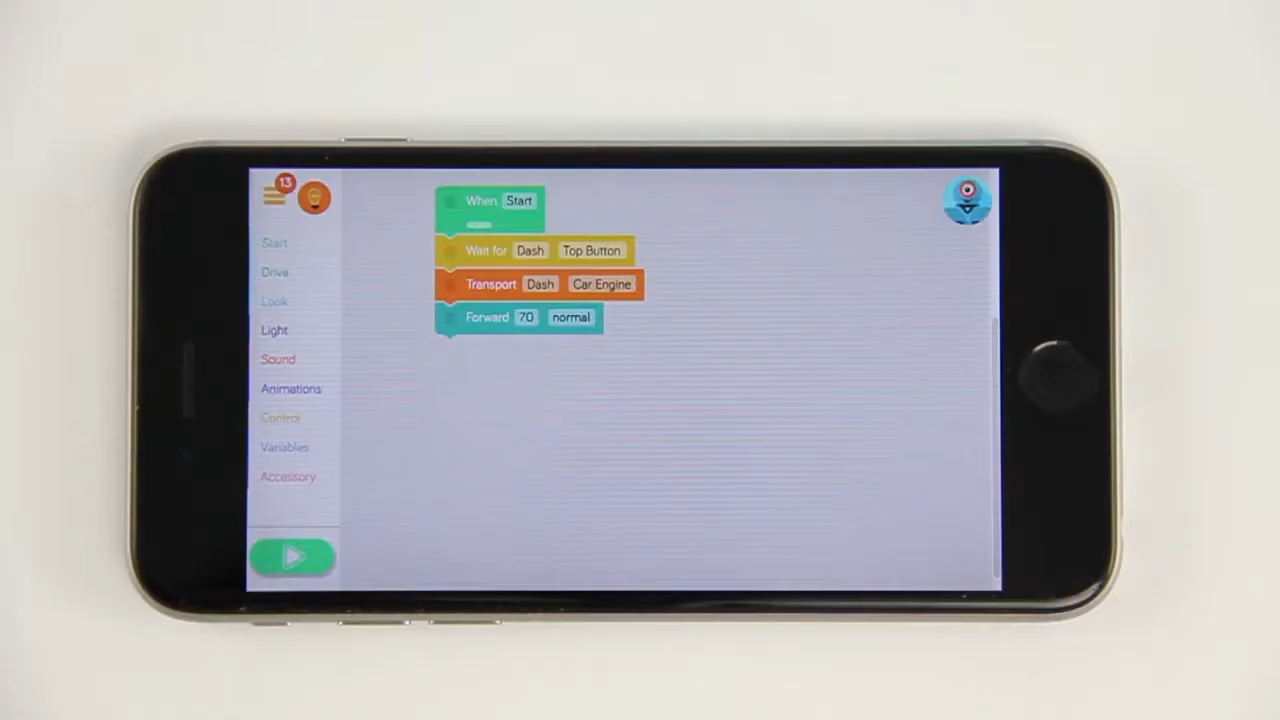 13
When Start
Wait for Dash Top Button
Transport Dash Car Engine
Forward 70 normal
Start
Drive
Look
Light
Sound
Animations
Control
Variables
Accessory